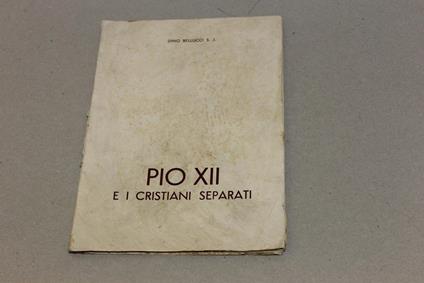 DINO BELLUCCI S. J.
PIO XII
E I CRISTIANI SEPARATI